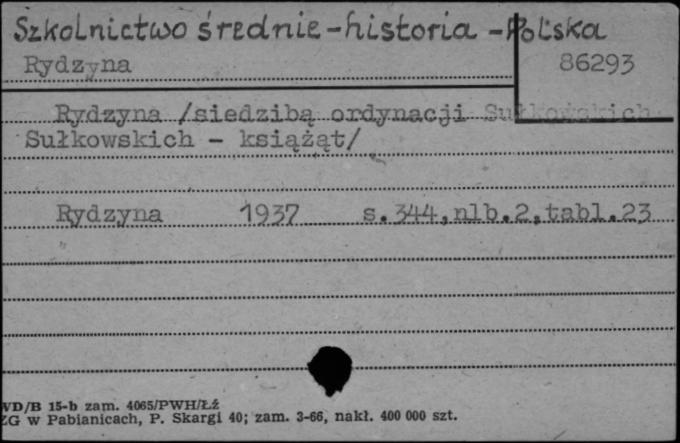 Szkolnictwo średnie - historia - Polska
Rydzyna 86293
Rydzyna /siedzibą ordynacji Sułkowskich
Sułkowskich - książąt/
Rydzyna 1937 s.344,nlb.2,tabl.23
WD/B 15-b zam. 4065/PWH/Łź
ZG w Pabianicach, P. Skargi 40; zam. 3-66, nakł. 400 000 szt.